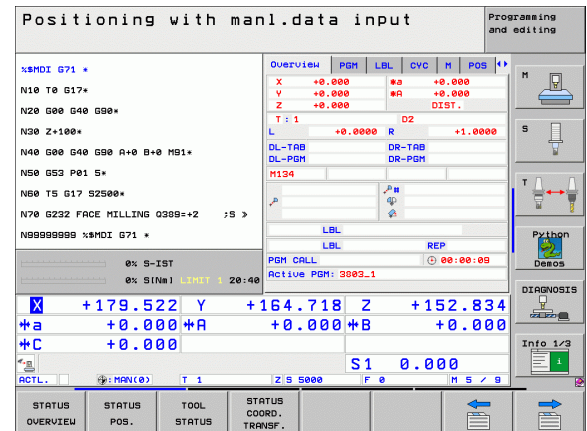 Positioning with manl.data input
Programming and editing
%$MDI G71 *
N10 T0 G17*
N20 G00 G40 G90*
N30 Z+100*
N40 G00 G40 G90 A+0 B+0 M91*
N50 G53 P01 5*
N60 T5 G17 S2500*
N70 G232 FACE MILLING Q389=+2 ;S »
N99999999 %$MDI G71 *
0% S-IST
0% S[Nm] LIMIT 1 20:40
Overview PGM LBL CYC M POS
X +0.000 *a +0.000
Y +0.000 *A +0.000
Z +0.000 DIST.
T : 1 D2
L +0.0000 R +1.0000
DL-TAB DR-TAB
DL-PGM DR-PGM
M134
LBL
LBL REP
PGM CALL 00:00:09
Active PGM: 3803_1
X +179.522 Y +164.718 Z +152.834
*a +0.000 *A +0.000 *B +0.000
*C +0.000
S1 0.000
ACTL. : MAN(0) T 1 Z S 5000 F 0 M 5 / 9
STATUS OVERVIEW
STATUS POS.
TOOL STATUS
STATUS COORD. TRANSF.
M
S
T
Python Demos
DIAGNOSIS
Info 1/3